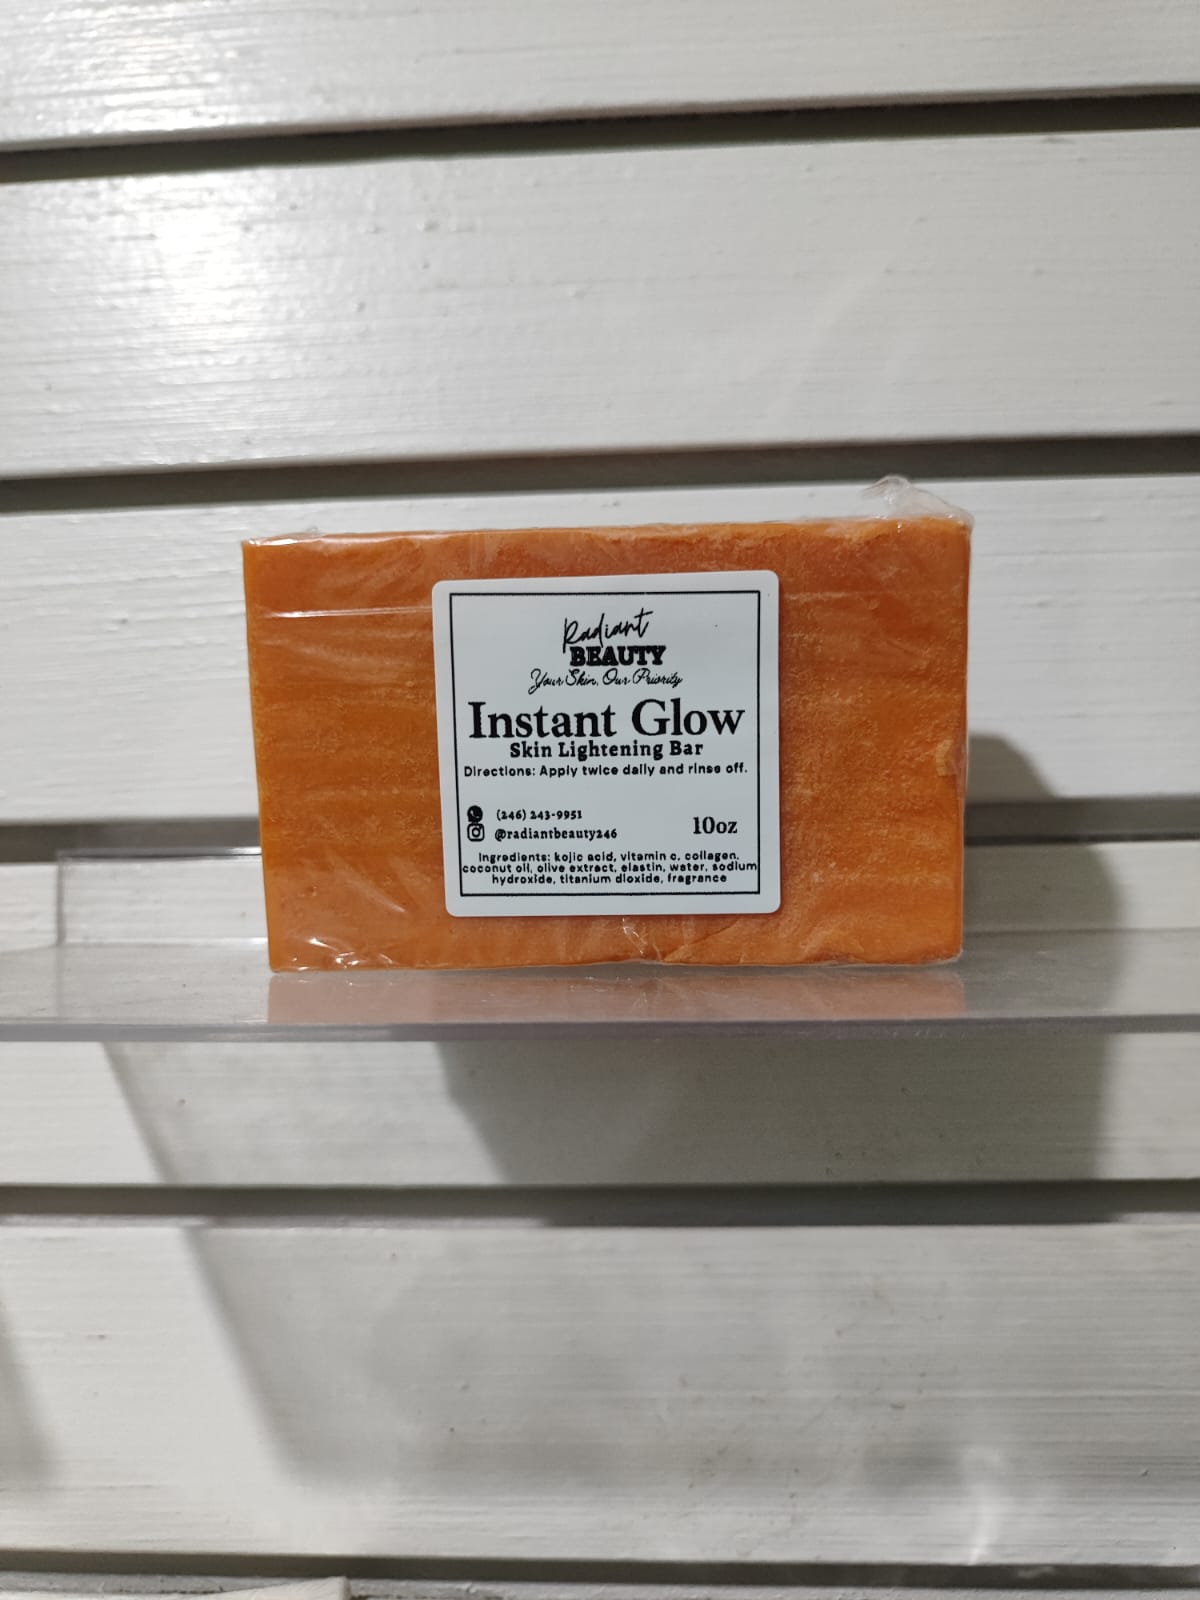 Radiant
BEAUTY
Your Skin, Our Priority
Instant Glow
Skin Lightening Bar
Directions: Apply twice daily and rinse off.
(246) 243-9951
@radiantbeauty246
10oz
Ingredients: kojic acid, vitamin c, collagen,
coconut oil, olive extract, elastin, water, sodium
hydroxide, titanium dioxide, fragrance